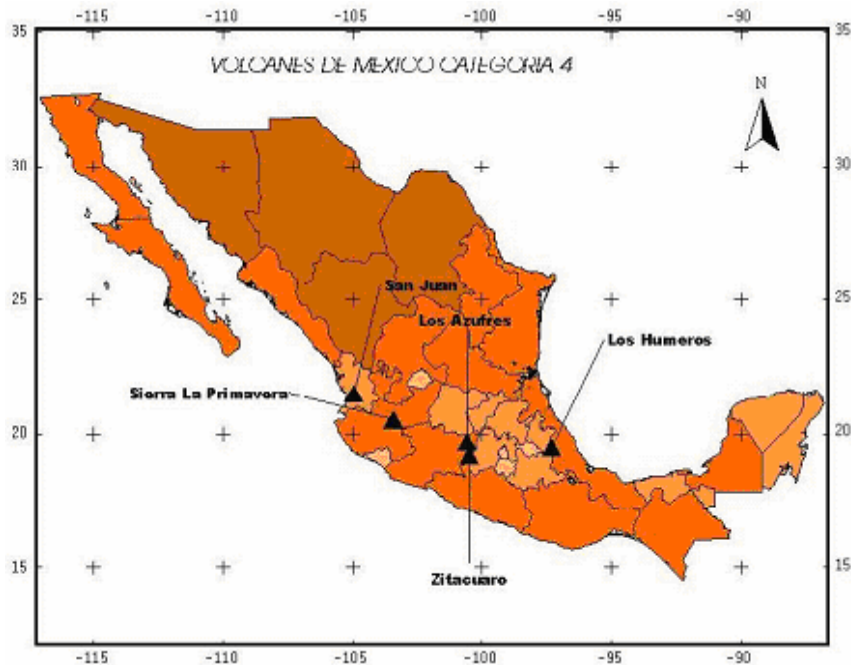 -115 -110 -105 -100 -95 -90
35 35
VOLCANES DE MEXICO CATEGORIA 4
N
30 30
San Juan
25 25
Los Azufres
Los Humeros
Sierra La Primavora
20 20
Zitacuaro
15 15
-115 -110 -105 -100 -95 -90